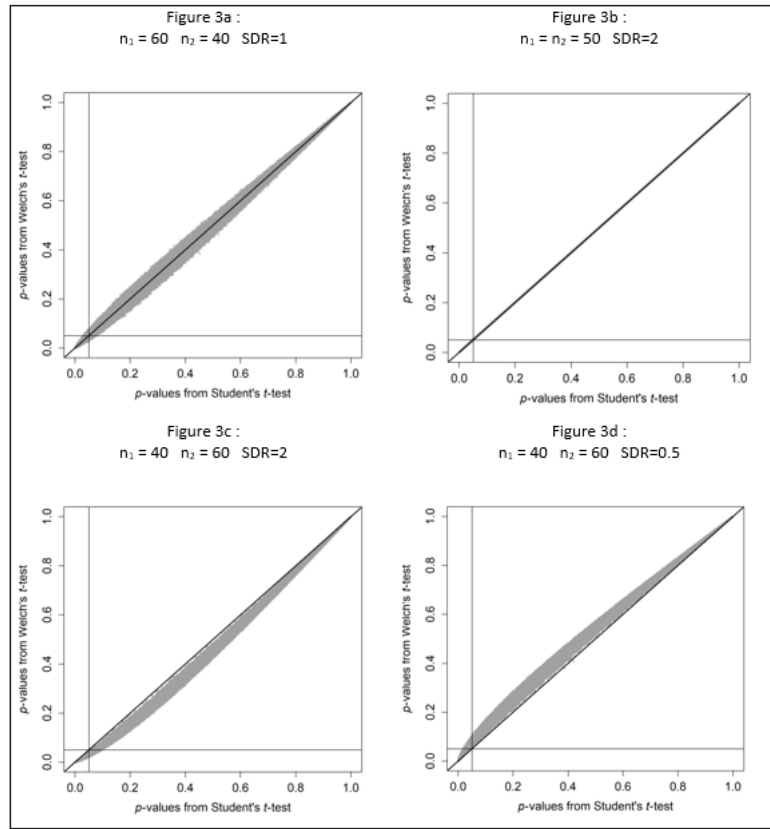 Figure 3a :
n₁ = 60 n₂ = 40 SDR=1
p-values from Welch's t-test
0.0 0.2 0.4 0.6 0.8 1.0
0.0 0.2 0.4 0.6 0.8 1.0
p-values from Student's t-test
Figure 3b :
n₁ = n₂ = 50 SDR=2
p-values from Welch's t-test
0.0 0.2 0.4 0.6 0.8 1.0
0.0 0.2 0.4 0.6 0.8 1.0
p-values from Student's t-test
Figure 3c :
n₁ = 40 n₂ = 60 SDR=2
p-values from Welch's t-test
0.0 0.2 0.4 0.6 0.8 1.0
0.0 0.2 0.4 0.6 0.8 1.0
p-values from Student's t-test
Figure 3d :
n₁ = 40 n₂ = 60 SDR=0.5
p-values from Welch's t-test
0.0 0.2 0.4 0.6 0.8 1.0
0.0 0.2 0.4 0.6 0.8 1.0
p-values from Student's t-test